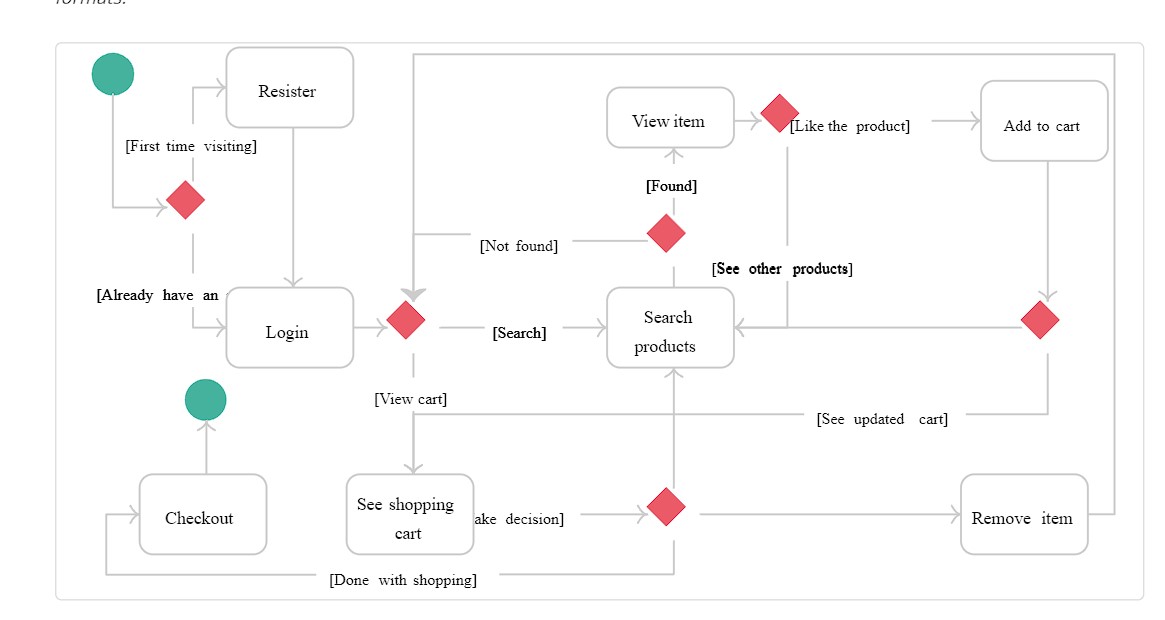 formats.
Resister
View item
[Like the product]
Add to cart
[First time visiting]
[Found]
[Not found]
[See other products]
[Already have an
Login
[Search]
Search
products
[View cart]
[See updated cart]
Checkout
See shopping
cart
ake decision]
Remove item
[Done with shopping]